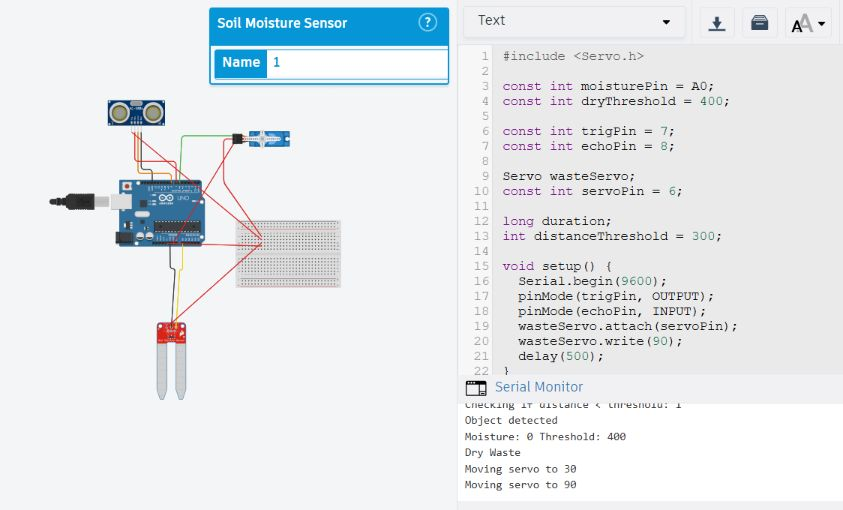 Soil Moisture Sensor ?
Name 1
UNO
Text
AA
1 #include <Servo.h>
2
3 const int moisturePin = A0;
4 const int dryThreshold = 400;
5
6 const int trigPin = 7;
7 const int echoPin = 8;
8
9 Servo wasteServo;
10 const int servoPin = 6;
11
12 long duration;
13 int distanceThreshold = 300;
14
15 void setup() {
16 Serial.begin(9600);
17 pinMode(trigPin, OUTPUT);
18 pinMode(echoPin, INPUT);
19 wasteServo.attach(servoPin);
20 wasteServo.write(90);
21 delay(500);
22 }
Serial Monitor
Checking if distance < threshold: 1
Object detected
Moisture: 0 Threshold: 400
Dry Waste
Moving servo to 30
Moving servo to 90